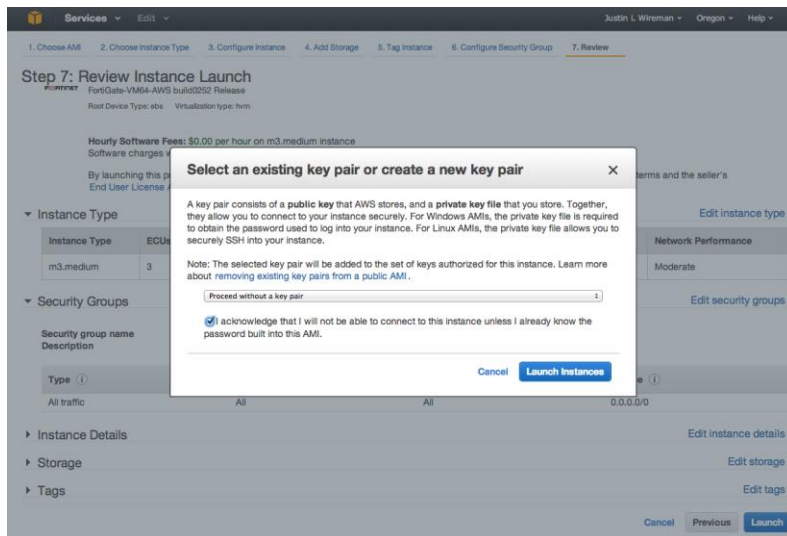 Services Edit Justin L Wireman Oregon Help
1. Choose AMI 2. Choose Instance Type 3. Configure Instance 4. Add Storage 5. Tag Instance 6. Configure Security Group 7. Review
Step 7: Review Instance Launch
FORTINET FortiGate-VM64-AWS build0252 Release
Root Device Type: ebs Virtualization type: hvm
Hourly Software Fees: $0.00 per hour on m3.medium instance
Software charges
By launching this erms and the seller's
End User License
Select an existing key pair or create a new key pair ×
A key pair consists of a public key that AWS stores, and a private key file that you store. Together,
they allow you to connect to your instance securely. For Windows AMIs, the private key file is required
to obtain the password used to log into your instance. For Linux AMIs, the private key file allows you to
securely SSH into your instance.
Note: The selected key pair will be added to the set of keys authorized for this instance. Learn more
about removing existing key pairs from a public AMI.
Proceed without a key pair
I acknowledge that I will not be able to connect to this instance unless I already know the
password built into this AMI.
Cancel Launch Instances
Instance Type Edit instance type
Instance Type ECUs Network Performance
m3.medium 3 Moderate
Security Groups Edit security groups
Security group name
Description
Type
All traffic All All 0.0.0.0/0
Instance Details Edit instance details
Storage Edit storage
Tags Edit tags
Cancel Previous Launch